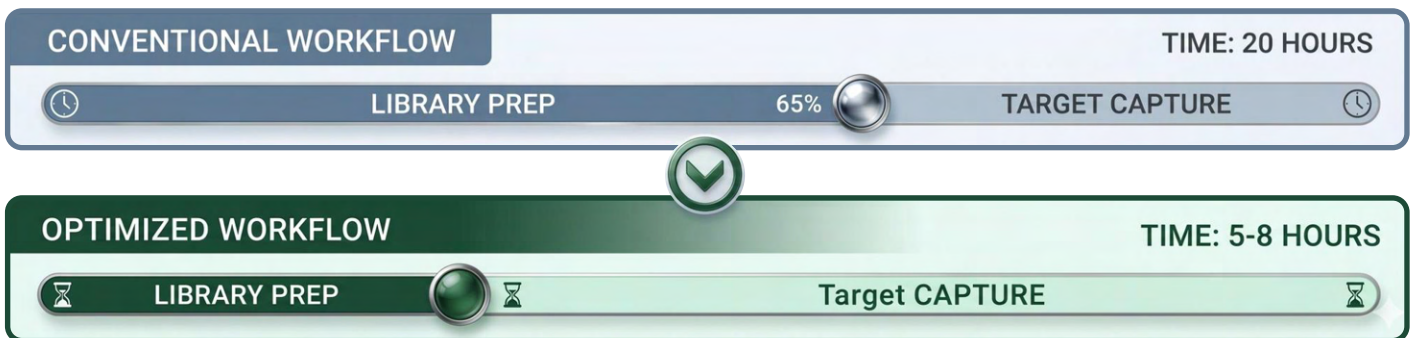 CONVENTIONAL WORKFLOW
TIME: 20 HOURS
LIBRARY PREP 65% TARGET CAPTURE
OPTIMIZED WORKFLOW
TIME: 5-8 HOURS
LIBRARY PREP Target CAPTURE